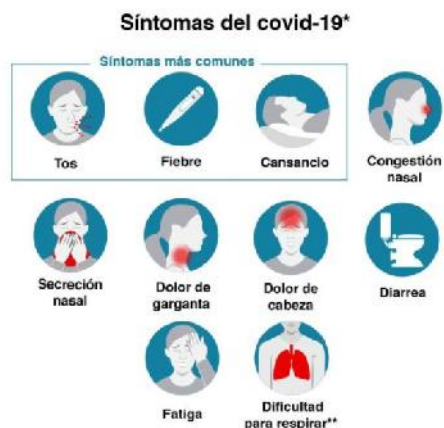 Síntomas del covid-19*
Síntomas más comunes
Tos
Fiebre
Cansancio
Congestión
nasal
Secreción
nasal
Dolor de
garganta
Dolor de
cabeza
Diarrea
Fatiga
Dificultad
para respirar**